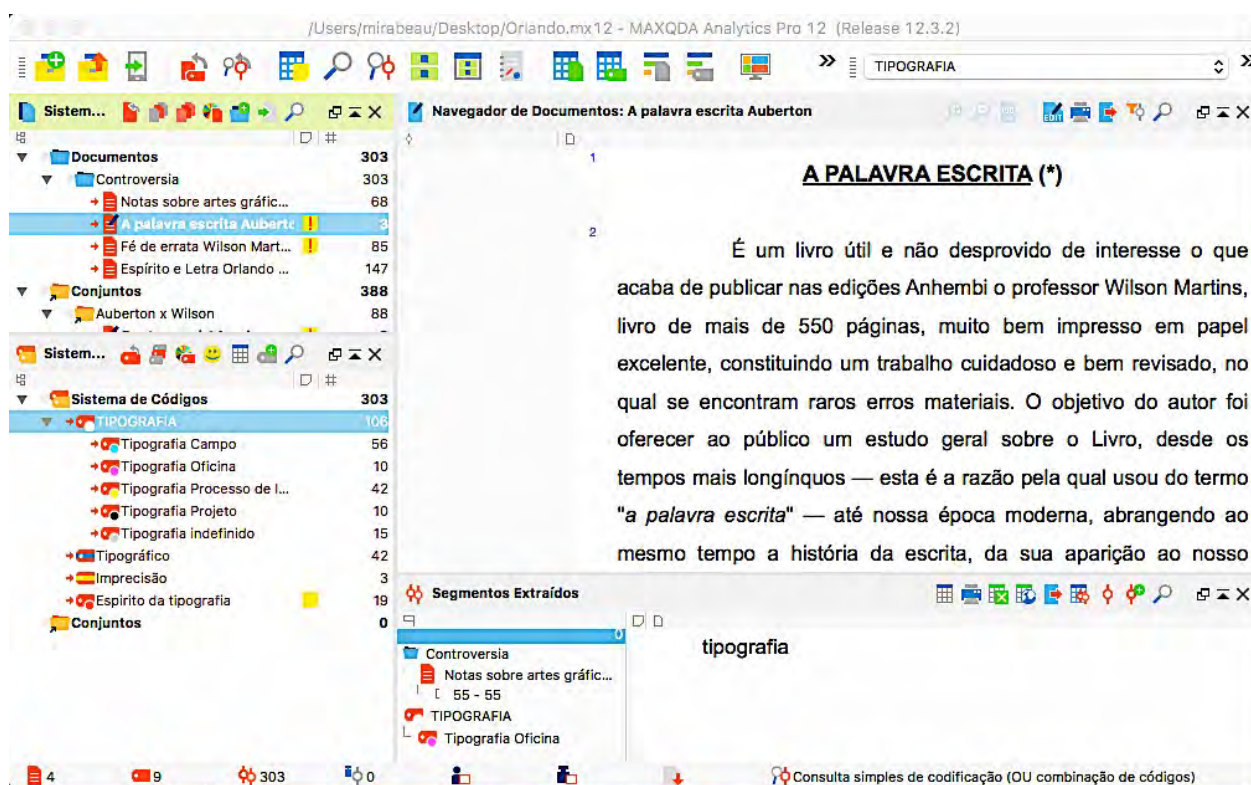 /Users/mirabeau/Desktop/Orlando.mx12 - MAXQDA Analytics Pro 12 (Release 12.3.2)
TIPOGRAFIA
Sistem...
#
Documentos 303
Controversia 303
Notas sobre artes gráfic... 68
A palavra escrita Auberto 3
Fé de errata Wilson Mart... 85
Espírito e Letra Orlando ... 147
Conjuntos 388
Auberton x Wilson 88
Sistem...
#
Sistema de Códigos 303
TIPOGRAFIA 106
Tipografia Campo 56
Tipografia Oficina 10
Tipografia Processo de I... 42
Tipografia Projeto 10
Tipografia indefinido 15
Tipográfico 42
Imprecisão 3
Espirito da tipografia 19
Conjuntos 0
Navegador de Documentos: A palavra escrita Auberton
EDIT
1
A PALAVRA ESCRITA (*)
2
É um livro útil e não desprovido de interesse o que
acaba de publicar nas edições Anhembi o professor Wilson Martins,
livro de mais de 550 páginas, muito bem impresso em papel
excelente, constituindo um trabalho cuidadoso e bem revisado, no
qual se encontram raros erros materiais. O objetivo do autor foi
oferecer ao público um estudo geral sobre o Livro, desde os
tempos mais longínquos — esta é a razão pela qual usou do termo
"a palavra escrita" — até nossa época moderna, abrangendo ao
mesmo tempo a história da escrita, da sua aparição ao nosso
Segmentos Extraídos
0
Controversia
Notas sobre artes gráfic...
55 - 55
TIPOGRAFIA
Tipografia Oficina
tipografia
4 9 303 0
Consulta simples de codificação (OU combinação de códigos)